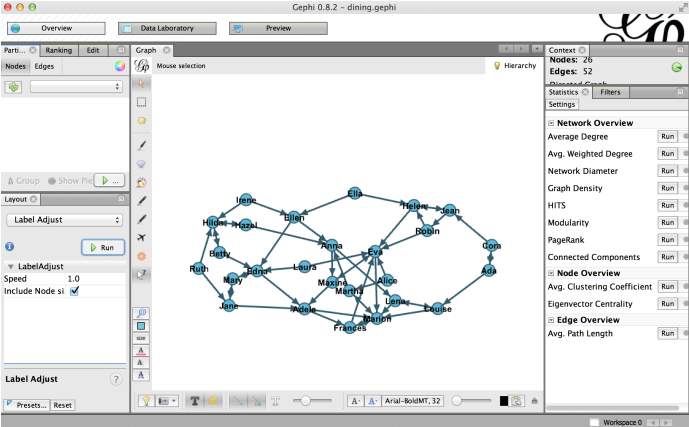 Gephi 0.8.2 – dining.gephi
Overview
Data Laboratory
Preview
Parti...
Ranking
Edit
Nodes
Edges
Group
Show Pie
...
Layout
Label Adjust
Run
LabelAdjust
Speed
1.0
Include Node si
Label Adjust
?
Presets...
Reset
Graph
Mouse selection
Hierarchy
size
A
A
A
Irene
Ella
Hilda
Hazel
Ellen
Helen
Jean
Robin
Hetty
Anna
Eva
Cora
Ruth
Mary
Edna
Laura
Ada
Maxine
Martha
Alice
Jane
Adele
Lena
Louise
Frances
Marion
T
T
A-
A-
Arial-BoldMT, 32
Context
Nodes: 26
Edges: 52
Directed Graph
Statistics
Filters
Settings
Network Overview
Average Degree
Run
Avg. Weighted Degree
Run
Network Diameter
Run
Graph Density
Run
HITS
Run
Modularity
Run
PageRank
Run
Connected Components
Run
Node Overview
Avg. Clustering Coefficient
Run
Eigenvector Centrality
Run
Edge Overview
Avg. Path Length
Run
Workspace 0